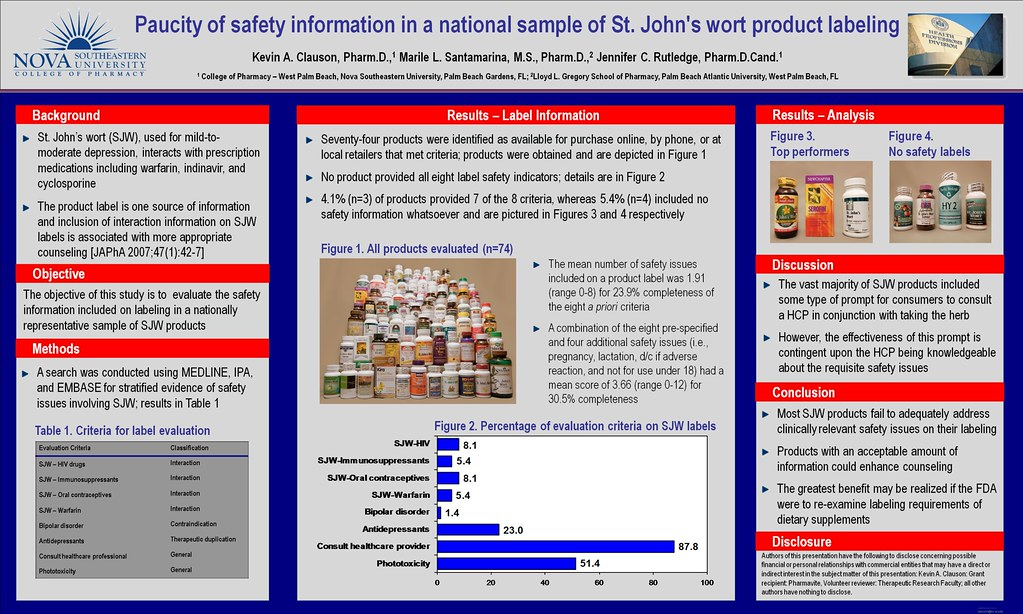 Paucity of safety information in a national sample of St. John's wort product labeling
NOVA SOUTHEASTERN
UNIVERSITY
COLLEGE OF PHARMACY
Kevin A. Clauson, Pharm.D.,1 Marile L. Santamarina, M.S., Pharm.D.,2 Jennifer C. Rutledge, Pharm.D.Cand.1
1 College of Pharmacy – West Palm Beach, Nova Southeastern University, Palm Beach Gardens, FL; 2Lloyd L. Gregory School of Pharmacy, Palm Beach Atlantic University, West Palm Beach, FL
HEALTH
PROFESSIONS
DIVISION
Background
► St. John's wort (SJW), used for mild-to-
moderate depression, interacts with prescription
medications including warfarin, indinavir, and
cyclosporine
► The product label is one source of information
and inclusion of interaction information on SJW
labels is associated with more appropriate
counseling [JAPhA 2007;47(1):42-7]
Objective
The objective of this study is to evaluate the safety
information included on labeling in a nationally
representative sample of SJW products
Methods
► A search was conducted using MEDLINE, IPA,
and EMBASE for stratified evidence of safety
issues involving SJW; results in Table 1
Table 1. Criteria for label evaluation
Evaluation Criteria Classification
SJW – HIV drugs Interaction
SJW – Immunosuppressants Interaction
SJW – Oral contraceptives Interaction
SJW – Warfarin Interaction
Bipolar disorder Contraindication
Antidepressants Therapeutic duplication
Consult healthcare professional General
Phototoxicity General
Results – Label Information
► Seventy-four products were identified as available for purchase online, by phone, or at
local retailers that met criteria; products were obtained and are depicted in Figure 1
► No product provided all eight label safety indicators; details are in Figure 2
► 4.1% (n=3) of products provided 7 of the 8 criteria, whereas 5.4% (n=4) included no
safety information whatsoever and are pictured in Figures 3 and 4 respectively
Figure 1. All products evaluated (n=74)
► The mean number of safety issues
included on a product label was 1.91
(range 0-8) for 23.9% completeness of
the eight a priori criteria
► A combination of the eight pre-specified
and four additional safety issues (i.e.,
pregnancy, lactation, d/c if adverse
reaction, and not for use under 18) had a
mean score of 3.66 (range 0-12) for
30.5% completeness
Figure 2. Percentage of evaluation criteria on SJW labels
SJW-HIV 8.1
SJW-Immunosuppressants 5.4
SJW-Oral contraceptives 8.1
SJW-Warfarin 5.4
Bipolar disorder 1.4
Antidepressants 23.0
Consult healthcare provider 87.8
Phototoxicity 51.4
0 20 40 60 80 100
Results – Analysis
Figure 3.
Top performers
Figure 4.
No safety labels
HY 2
Discussion
► The vast majority of SJW products included
some type of prompt for consumers to consult
a HCP in conjunction with taking the herb
► However, the effectiveness of this prompt is
contingent upon the HCP being knowledgeable
about the requisite safety issues
Conclusion
► Most SJW products fail to adequately address
clinically relevant safety issues on their labeling
► Products with an acceptable amount of
information could enhance counseling
► The greatest benefit may be realized if the FDA
were to re-examine labeling requirements of
dietary supplements
Disclosure
Authors of this presentation have the following to disclose concerning possible
financial or personal relationships with commercial entities that may have a direct or
indirect interest in the subject matter of this presentation: Kevin A. Clauson: Grant
recipient: Pharmavite, Volunteer reviewer: Therapeutic Research Faculty; all other
authors have nothing to disclose.